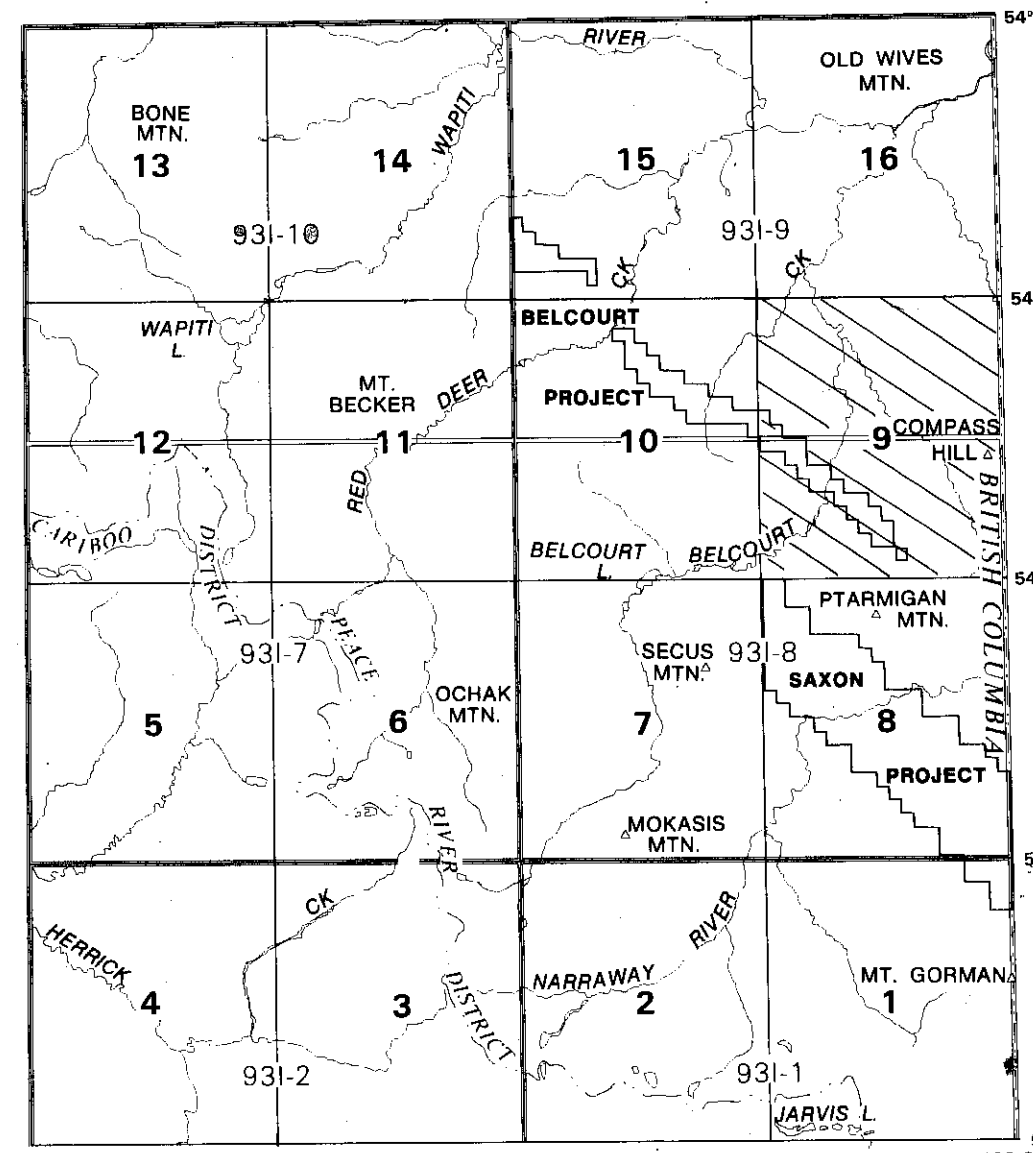 54°
RIVER
OLD WIVES
MTN.
BONE
MTN.
WAPITI
13
14
15
16
93I-10
93I-9
CK
CK
54
BELCOURT
WAPITI
L.
MT.
BECKER
DEER
PROJECT
12
11
10
9
COMPASS
HILL
RED
CARIBOO
DISTRICT
BELCOURT
L.
BELCOURT
BRITISH COLUMBIA
54
PTARMIGAN
MTN.
PEACE
93I-7
SECUS
MTN.
93I-8
SAXON
OCHAK
MTN.
5
6
7
8
PROJECT
RIVER
MOKASIS
MTN.
5
CK
RIVER
HERRICK
NARRAWAY
MT. GORMAN
4
3
DISTRICT
2
1
93I-2
93I-1
JARVIS L.